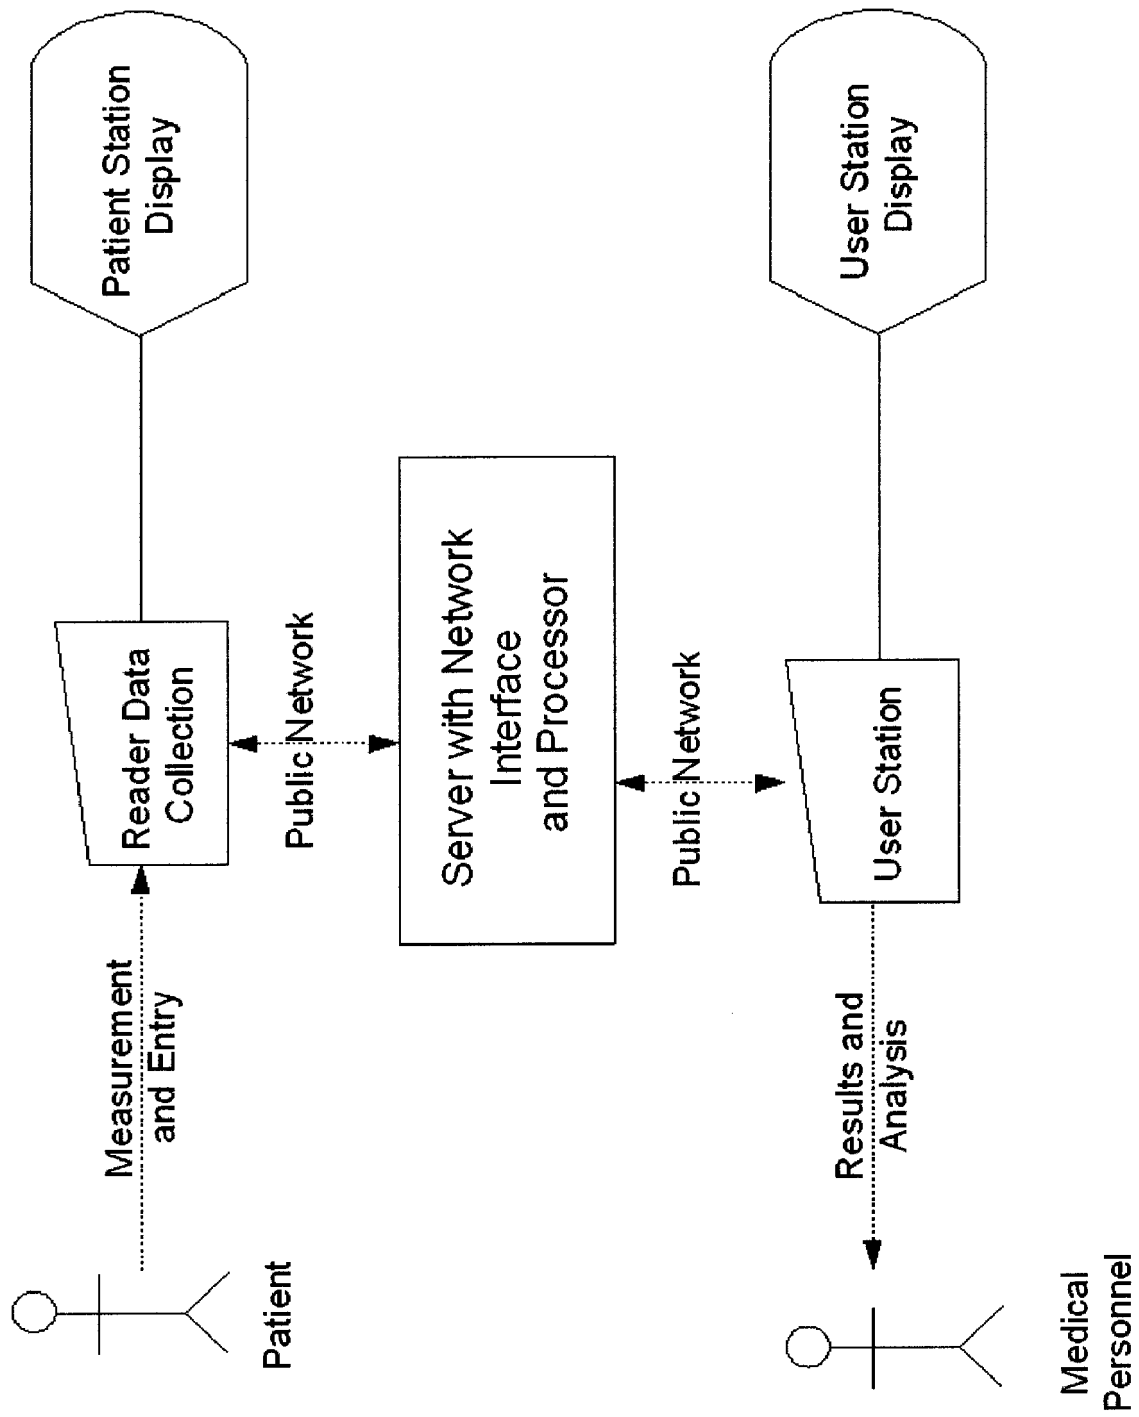 Patient Station
Display
Reader Data
Collection
Measurement
and Entry
Patient
Public Network
Server with Network
Interface
and Processor
Public Network
User Station
Display
User Station
Results and
Analysis
Medical
Personnel